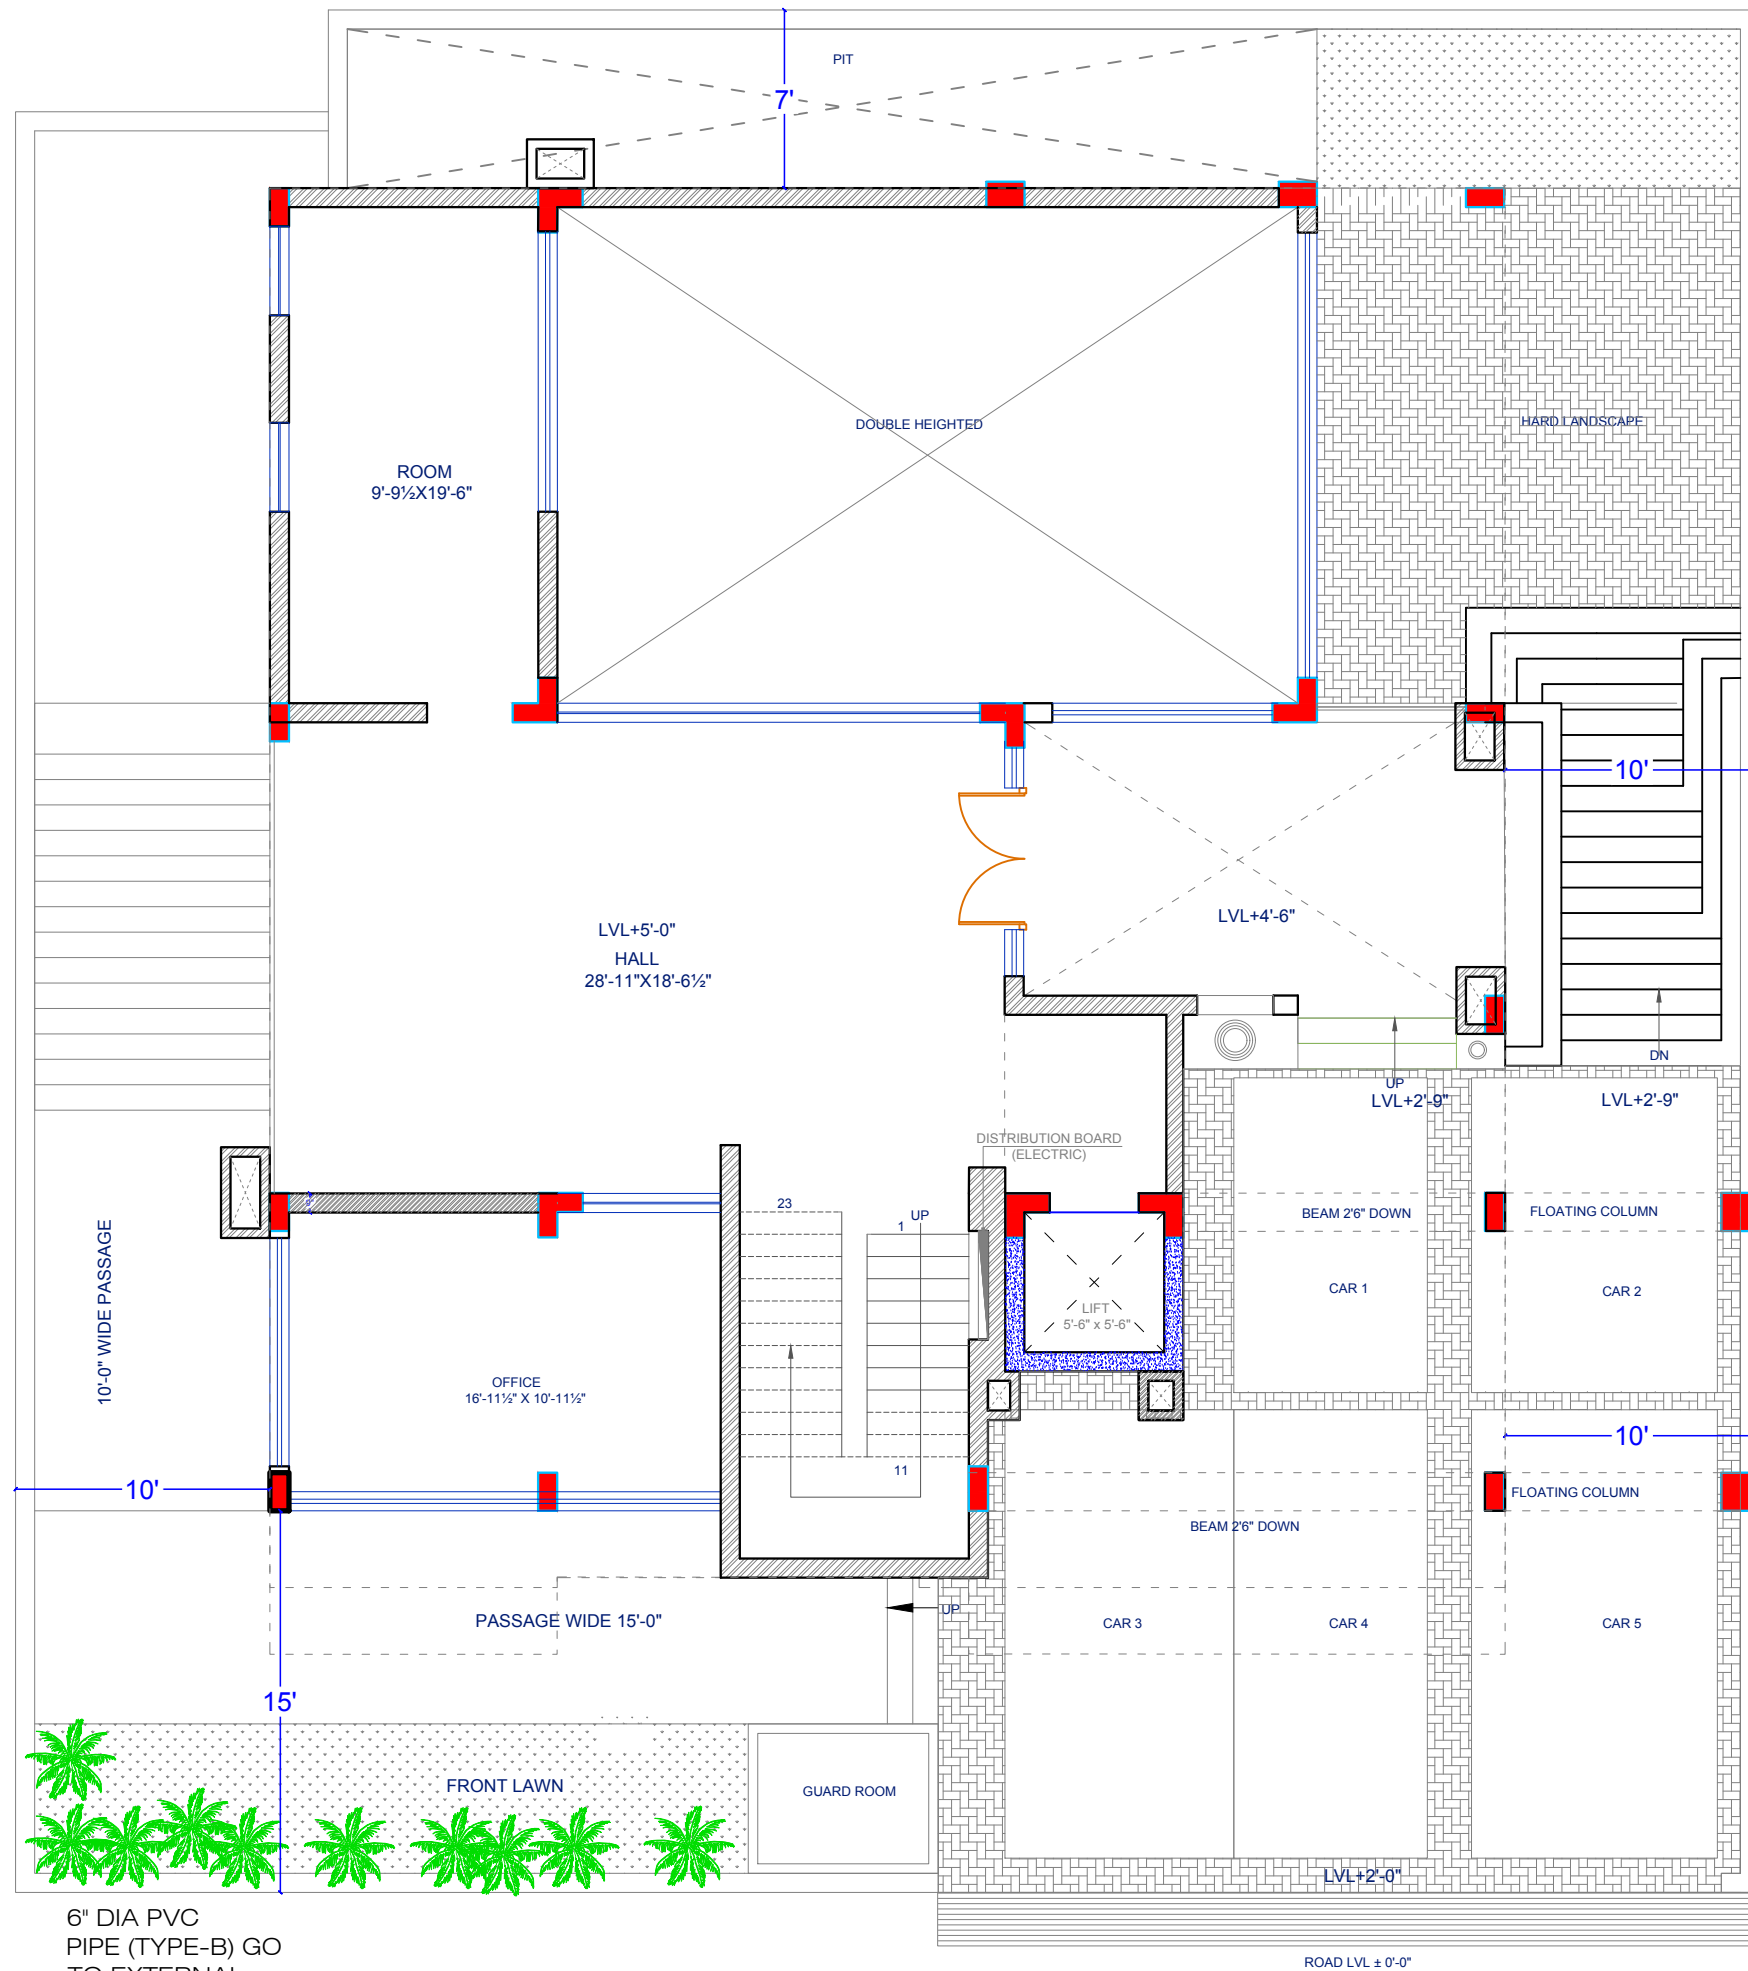 PIT
7'
DOUBLE HEIGHTED
HARD LANDSCAPE
ROOM
9'-9½X19'-6"
10'
LVL+5'-0"
HALL
28'-11"X18'-6½"
LVL+4'-6"
DN
UP
LVL+2'-9"
LVL+2'-9"
DISTRIBUTION BOARD
(ELECTRIC)
23
1
UP
BEAM 2'6" DOWN
FLOATING COLUMN
10'-0" WIDE PASSAGE
CAR 1
CAR 2
LIFT
5'-6" x 5'-6"
OFFICE
16'-11½" X 10'-11½"
10'
11
10'
FLOATING COLUMN
BEAM 2'6" DOWN
UP
PASSAGE WIDE 15'-0"
CAR 3
CAR 4
CAR 5
15'
FRONT LAWN
GUARD ROOM
LVL+2'-0"
6" DIA PVC
PIPE (TYPE-B) GO
TO EXTERNAL
ROAD LVL ± 0'-0"